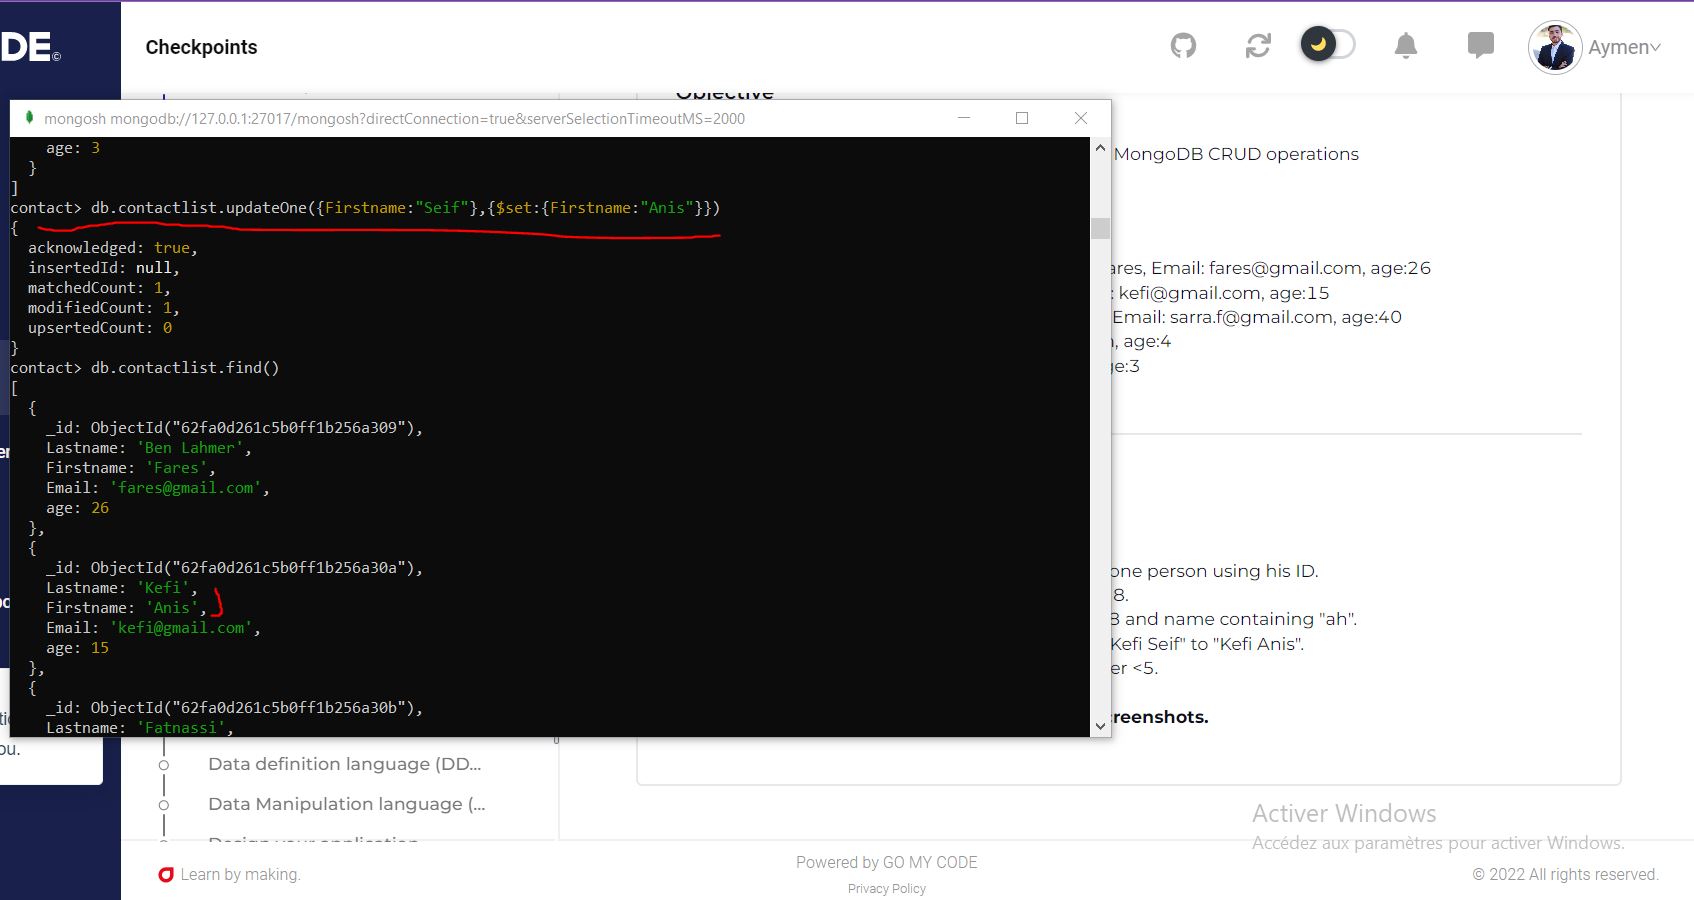 DE©
Checkpoints
Aymen
Objective
mongosh mongodb://127.0.0.1:27017/mongosh?directConnection=true&serverSelectionTimeoutMS=2000
age: 3
}
]
contact> db.contactlist.updateOne({Firstname:"Seif"},{$set:{Firstname:"Anis"}})
{
acknowledged: true,
insertedId: null,
matchedCount: 1,
modifiedCount: 1,
upsertedCount: 0
}
contact> db.contactlist.find()
[
{
_id: ObjectId("62fa0d261c5b0ff1b256a309"),
Lastname: 'Ben Lahmer',
Firstname: 'Fares',
Email: 'fares@gmail.com',
age: 26
},
{
_id: ObjectId("62fa0d261c5b0ff1b256a30a"),
Lastname: 'Kefi',
Firstname: 'Anis',
Email: 'kefi@gmail.com',
age: 15
},
{
_id: ObjectId("62fa0d261c5b0ff1b256a30b"),
Lastname: 'Fatnassi',
MongoDB CRUD operations
ares, Email: fares@gmail.com, age:26
: kefi@gmail.com, age:15
Email: sarra.f@gmail.com, age:40
, age:4
ge:3
one person using his ID.
8.
8 and name containing "ah".
Kefi Seif" to "Kefi Anis".
er <5.
reenshots.
ou.
Data definition language (DD...
Data Manipulation language (...
Design your application
Activer Windows
Accédez aux paramètres pour activer Windows.
Learn by making.
Powered by GO MY CODE
Privacy Policy
© 2022 All rights reserved.